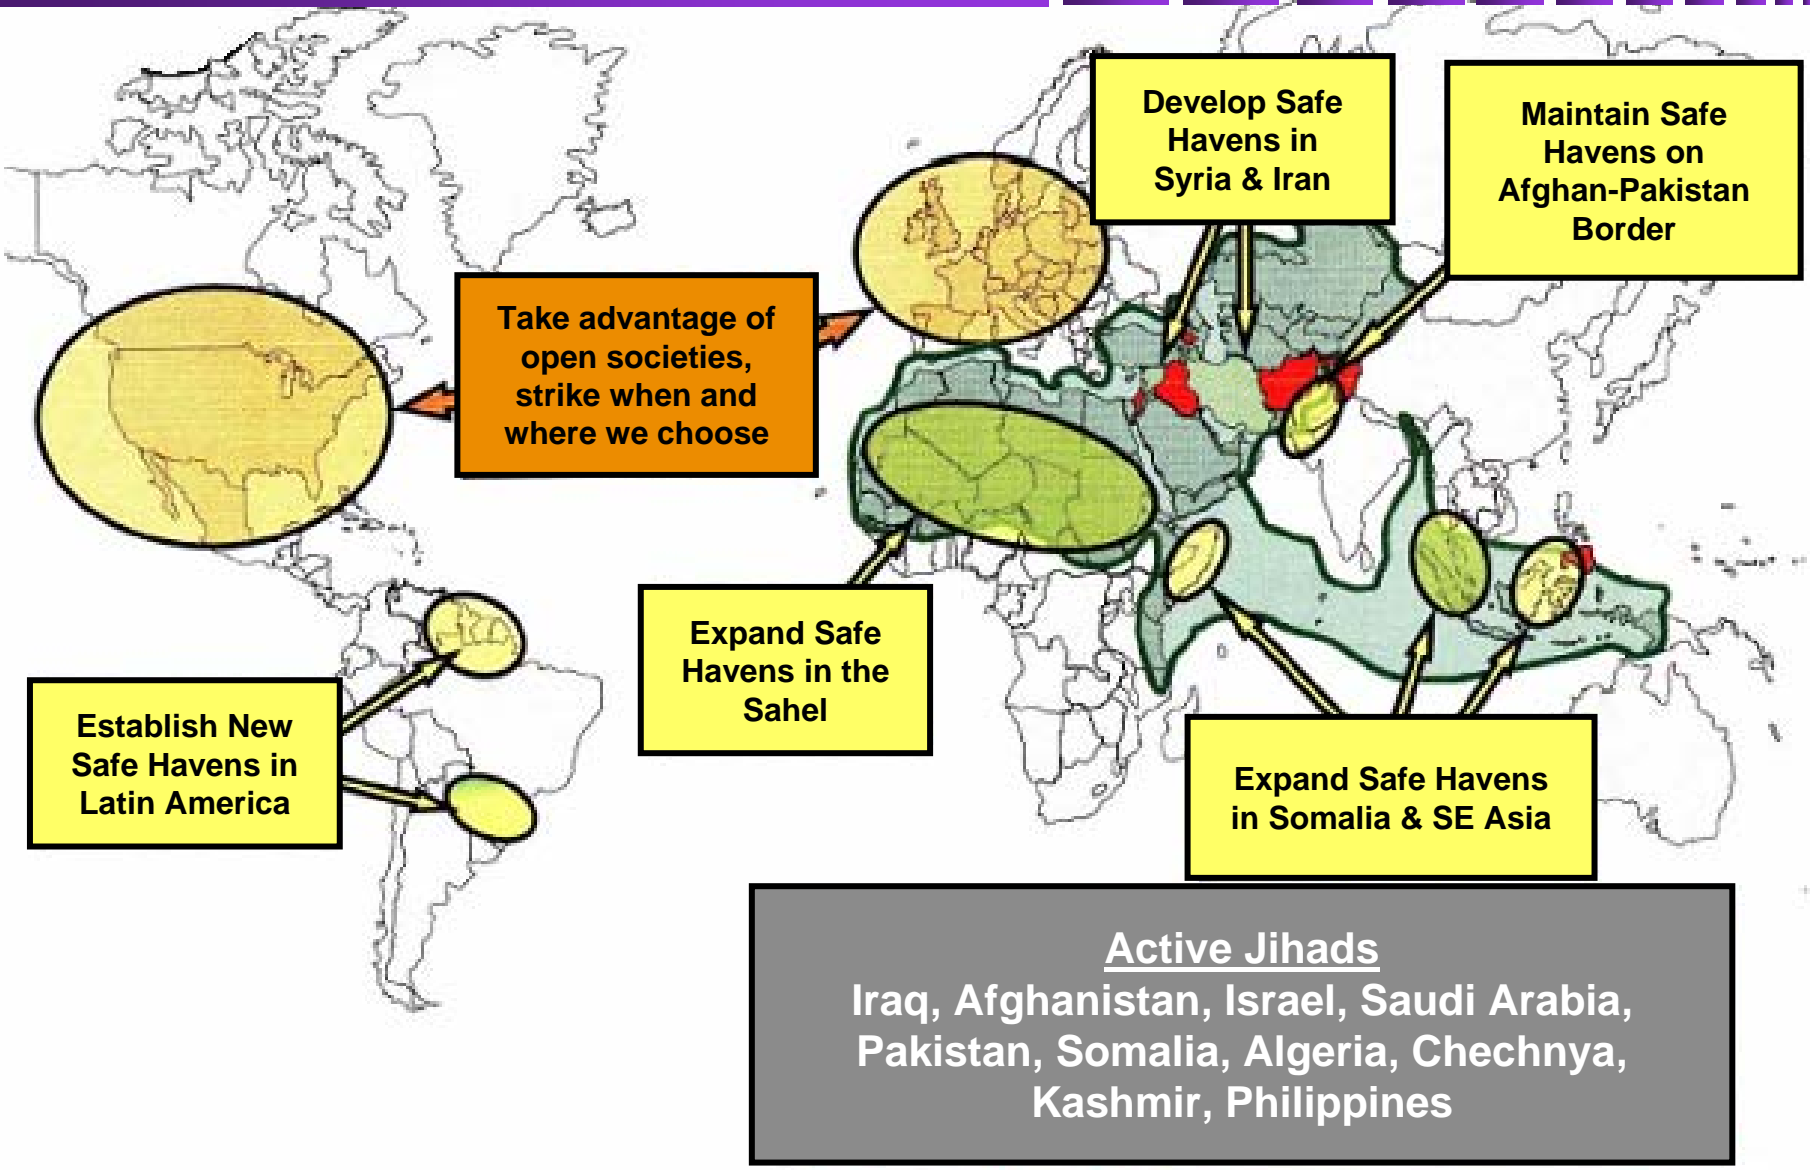 Develop Safe
Havens in
Syria & Iran
Maintain Safe
Havens on
Afghan-Pakistan
Border
Take advantage of
open societies,
strike when and
where we choose
Expand Safe
Havens in the
Sahel
Establish New
Safe Havens in
Latin America
Expand Safe Havens
in Somalia & SE Asia
Active Jihads
Iraq, Afghanistan, Israel, Saudi Arabia,
Pakistan, Somalia, Algeria, Chechnya,
Kashmir, Philippines